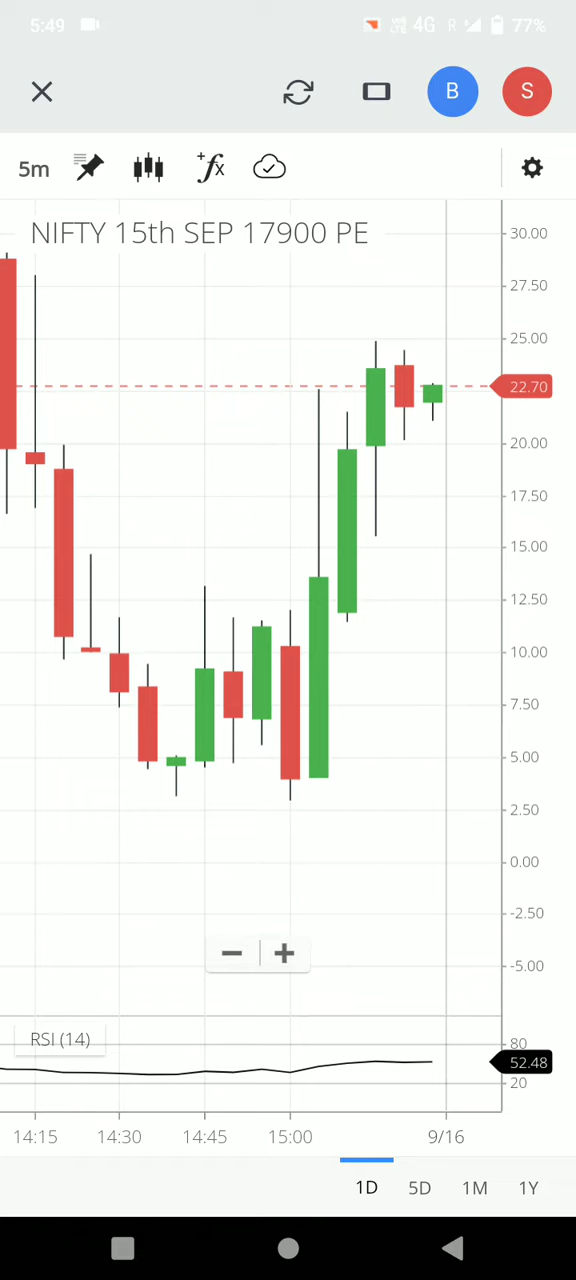 5:49 VoLTE 4G R 77%
B S
5m
NIFTY 15th SEP 17900 PE
30.00
27.50
25.00
22.70
20.00
17.50
15.00
12.50
10.00
7.50
5.00
2.50
0.00
-2.50
-5.00
RSI (14)
80
52.48
20
14:15 14:30 14:45 15:00 9/16
1D 5D 1M 1Y